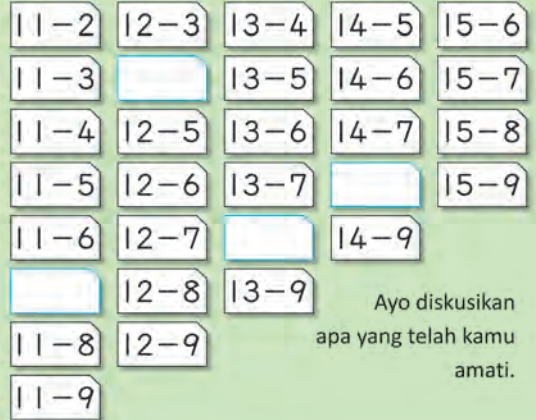 11−2 12−3 13−4 14−5 15−6
11−3 13−5 14−6 15−7
11−4 12−5 13−6 14−7 15−8
11−5 12−6 13−7 15−9
11−6 12−7 14−9
12−8 13−9
11−8 12−9
11−9
Ayo diskusikan
apa yang telah kamu
amati.